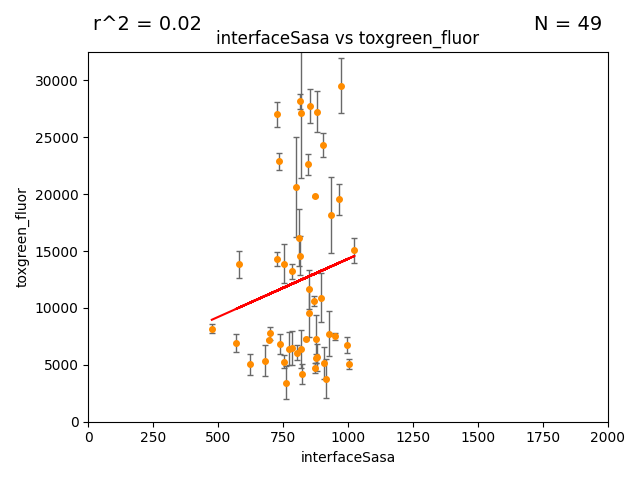 r^2 = 0.02
N = 49
interfaceSasa vs toxgreen_fluor
toxgreen_fluor
30000
25000
20000
15000
10000
5000
0
0 250 500 750 1000 1250 1500 1750 2000
interfaceSasa